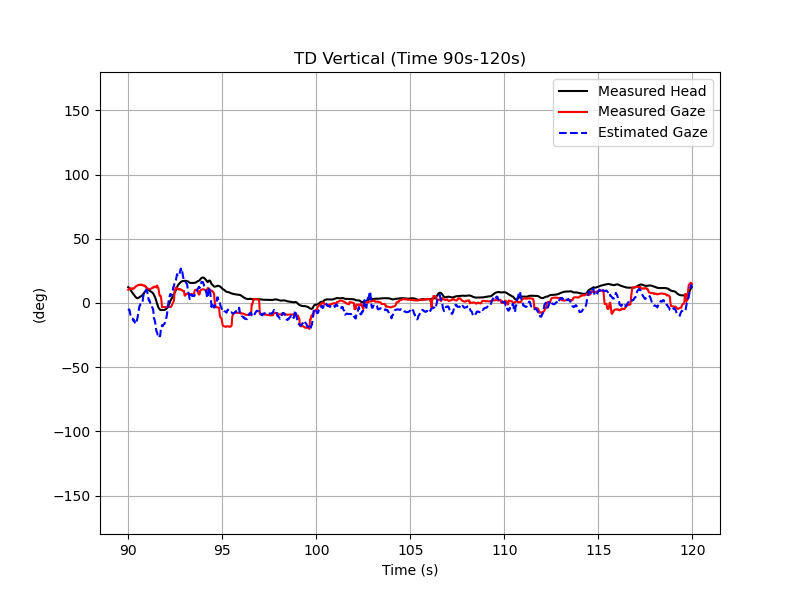 TD Vertical (Time 90s-120s)
Measured Head
Measured Gaze
Estimated Gaze
150
100
50
0
−50
−100
−150
(deg)
90 95 100 105 110 115 120
Time (s)